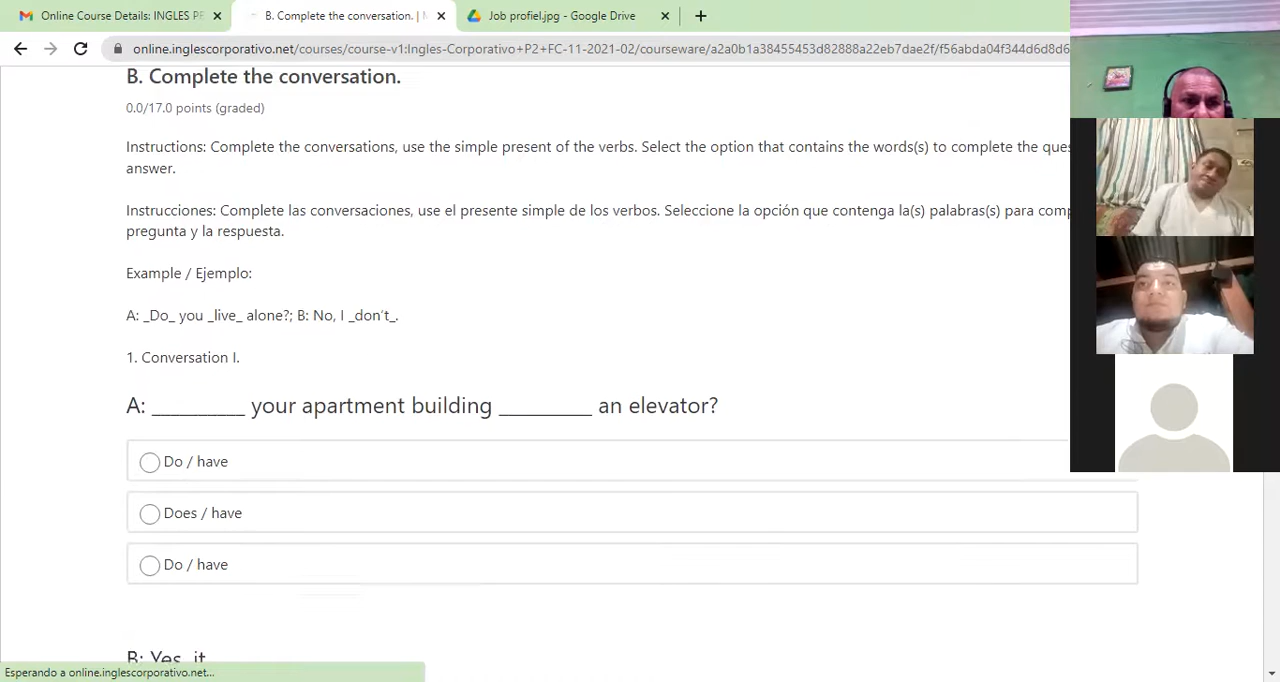 Online Course Details: INGLES PF
B. Complete the conversation. |
Job profiel.jpg - Google Drive
online.inglescorporativo.net/courses/course-v1:Ingles-Corporativo+P2+FC-11-2021-02/courseware/a2a0b1a38455453d82888a22eb7dae2f/f56abda04f344d6d8d6
B. Complete the conversation.
0.0/17.0 points (graded)
Instructions: Complete the conversations, use the simple present of the verbs. Select the option that contains the words(s) to complete the ques
answer.
Instrucciones: Complete las conversaciones, use el presente simple de los verbos. Seleccione la opción que contenga la(s) palabras(s) para comp
pregunta y la respuesta.
Example / Ejemplo:
A: _Do_ you _live_ alone?; B: No, I _don't_.
1. Conversation I.
A: __________ your apartment building __________ an elevator?
Do / have
Does / have
Do / have
B: Yes, it
Esperando a online.inglescorporativo.net...